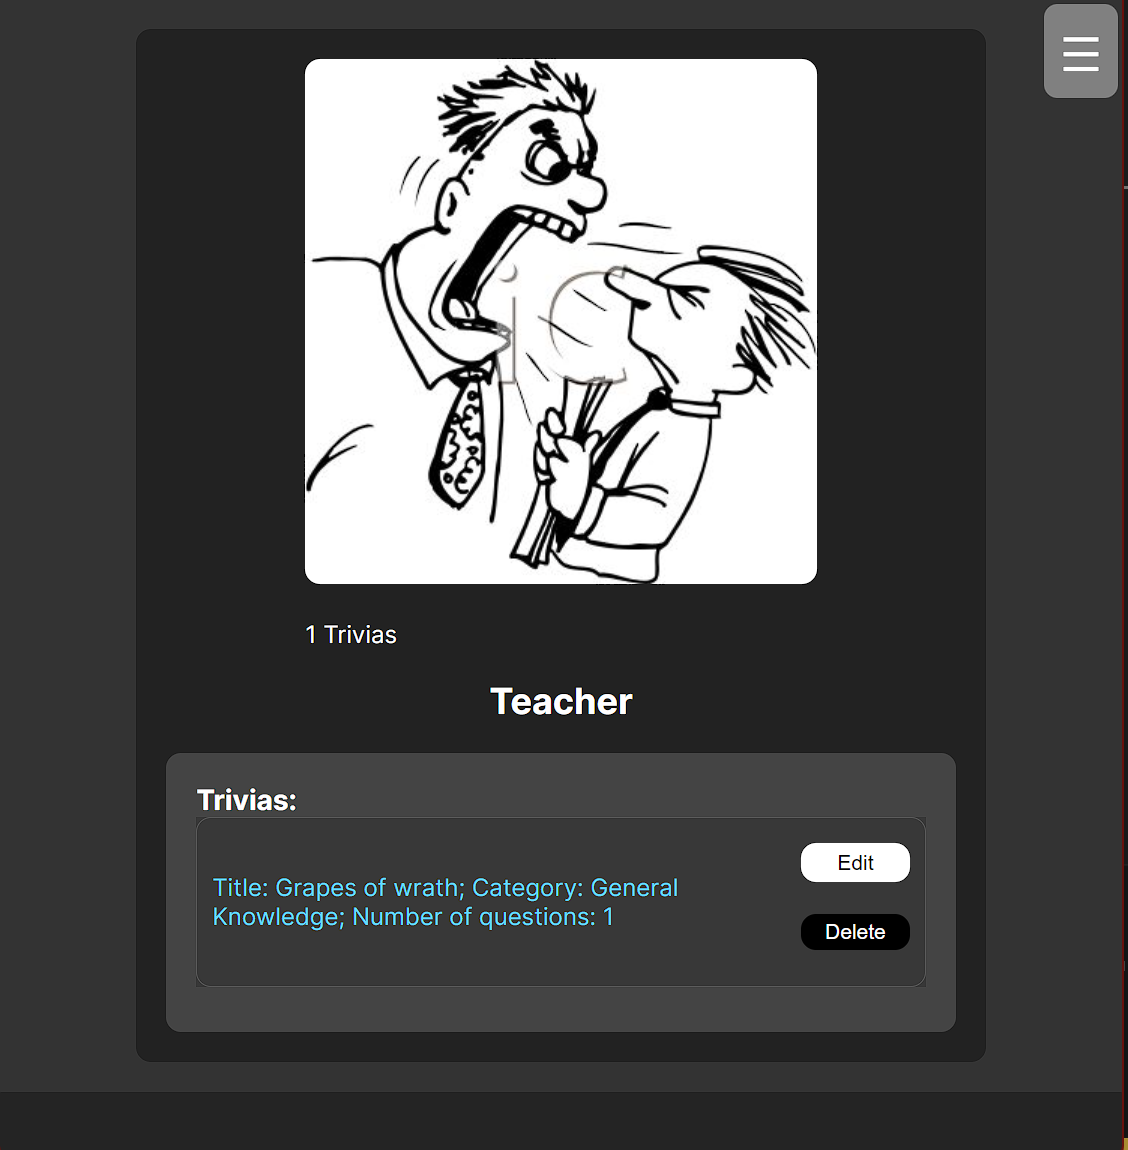 1 Trivias
Teacher
Trivias:
Title: Grapes of wrath; Category: General
Knowledge; Number of questions: 1
Edit
Delete